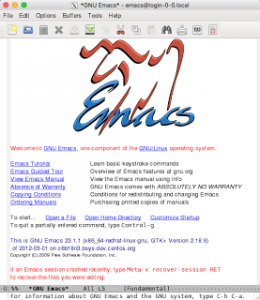 *GNU Emacs* - emacs@login-0-0.local
File Edit Options Buffers Tools Help
Emacs
Welcome to GNU Emacs, one component of the GNU/Linux operating system.
Emacs Tutorial Learn basic keystroke commands
Emacs Guided Tour Overview of Emacs features at gnu.org
View Emacs Manual View the Emacs manual using Info
Absence of Warranty GNU Emacs comes with ABSOLUTELY NO WARRANTY
Copying Conditions Conditions for redistributing and changing Emacs
Ordering Manuals Purchasing printed copies of manuals
To start... Open a File Open Home Directory Customize Startup
To quit a partially entered command, type Control-g.
This is GNU Emacs 23.1.1 (x86_64-redhat-linux-gnu, GTK+ Version 2.18.9)
of 2012-03-01 on c6b18n3.bsys.dev.centos.org
Copyright (C) 2009 Free Software Foundation, Inc.
If an Emacs session crashed recently, type Meta-x recover-session RET
to recover the files you were editing.
*GNU Emacs* All L5 (Fundamental)
For information about GNU Emacs and the GNU system, type C-h C-a.